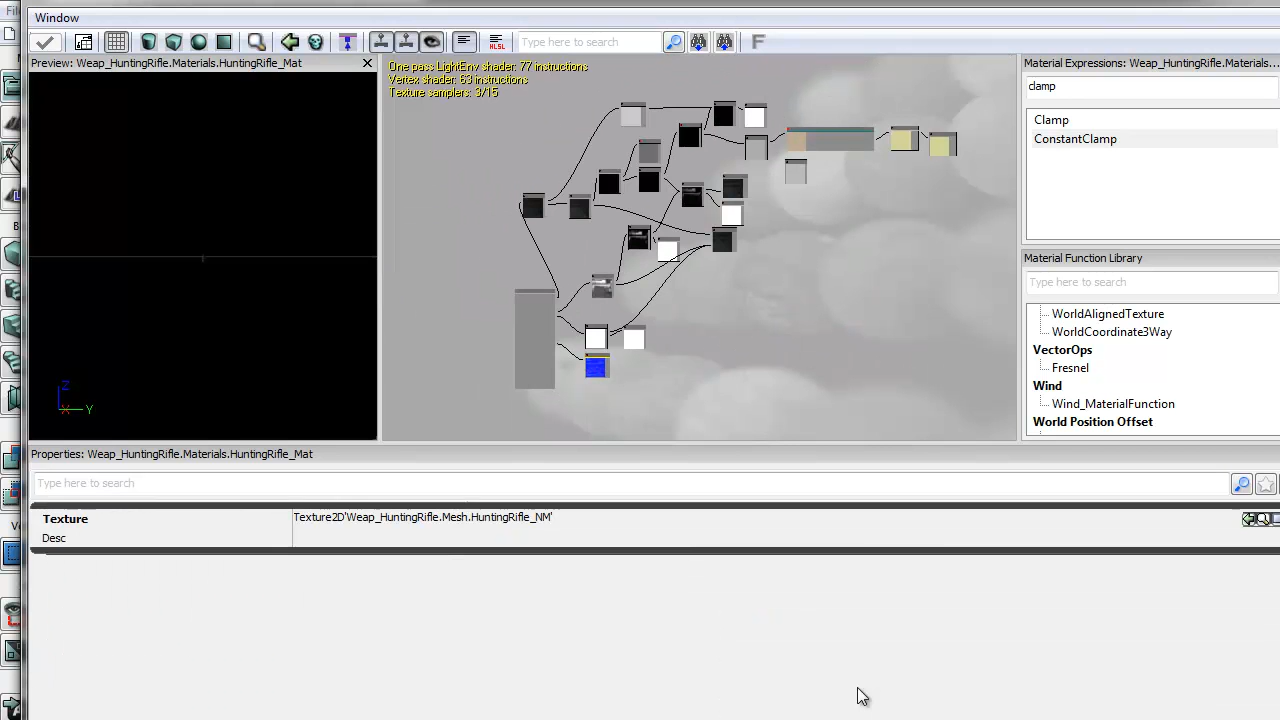 Window
HLSL
Type here to search
F
Preview: Weap_HuntingRifle.Materials.HuntingRifle_Mat
One pass LightEnv shader: 77 instructions
Vertex shader: 63 instructions
Texture samplers: 3/15
Z
X
Y
Material Expressions: Weap_HuntingRifle.Materials...
clamp
Clamp
ConstantClamp
Material Function Library
Type here to search
WorldAlignedTexture
WorldCoordinate3Way
VectorOps
Fresnel
Wind
Wind_MaterialFunction
World Position Offset
Properties: Weap_HuntingRifle.Materials.HuntingRifle_Mat
Type here to search
Texture
Texture2D'Weap_HuntingRifle.Mesh.HuntingRifle_NM'
Desc